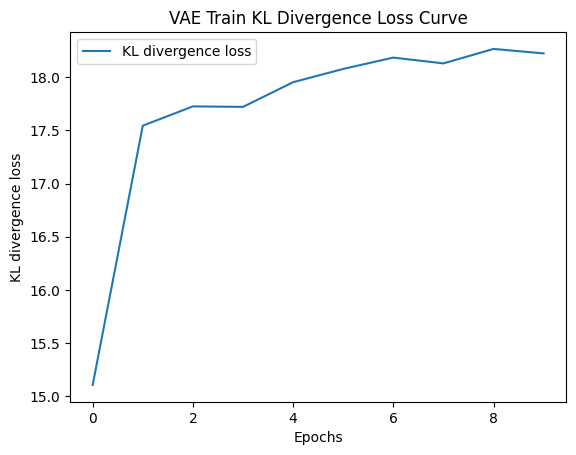 VAE Train KL Divergence Loss Curve
KL divergence loss
18.0
17.5
17.0
16.5
16.0
15.5
15.0
KL divergence loss
0 2 4 6 8
Epochs